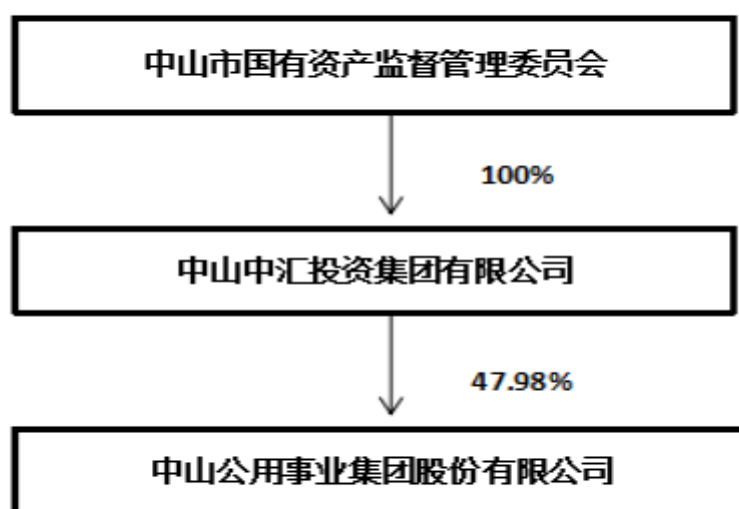 中山市国有资产监督管理委员会
100%
中山中汇投资集团有限公司
47.98%
中山公用事业集团股份有限公司